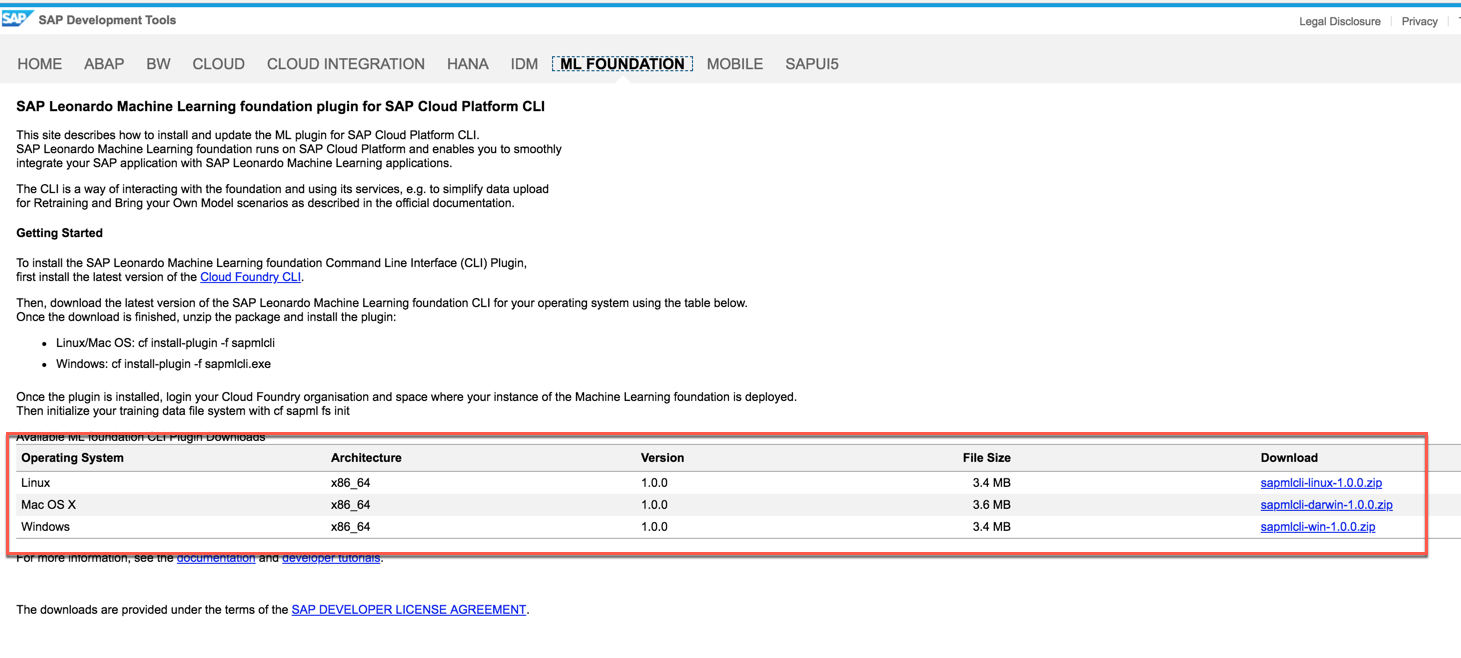 SAP SAP Development Tools
Legal Disclosure Privacy
HOME ABAP BW CLOUD CLOUD INTEGRATION HANA IDM ML FOUNDATION MOBILE SAPUI5
SAP Leonardo Machine Learning foundation plugin for SAP Cloud Platform CLI
This site describes how to install and update the ML plugin for SAP Cloud Platform CLI.
SAP Leonardo Machine Learning foundation runs on SAP Cloud Platform and enables you to smoothly
integrate your SAP application with SAP Leonardo Machine Learning applications.
The CLI is a way of interacting with the foundation and using its services, e.g. to simplify data upload
for Retraining and Bring your Own Model scenarios as described in the official documentation.
Getting Started
To install the SAP Leonardo Machine Learning foundation Command Line Interface (CLI) Plugin,
first install the latest version of the Cloud Foundry CLI.
Then, download the latest version of the SAP Leonardo Machine Learning foundation CLI for your operating system using the table below.
Once the download is finished, unzip the package and install the plugin:
• Linux/Mac OS: cf install-plugin -f sapmlcli
• Windows: cf install-plugin -f sapmlcli.exe
Once the plugin is installed, login your Cloud Foundry organisation and space where your instance of the Machine Learning foundation is deployed.
Then initialize your training data file system with cf sapml fs init
Available ML foundation CLI Plugin Downloads
Operating System Architecture Version File Size Download
Linux x86_64 1.0.0 3.4 MB sapmlcli-linux-1.0.0.zip
Mac OS X x86_64 1.0.0 3.6 MB sapmlcli-darwin-1.0.0.zip
Windows x86_64 1.0.0 3.4 MB sapmlcli-win-1.0.0.zip
For more information, see the documentation and developer tutorials.
The downloads are provided under the terms of the SAP DEVELOPER LICENSE AGREEMENT.